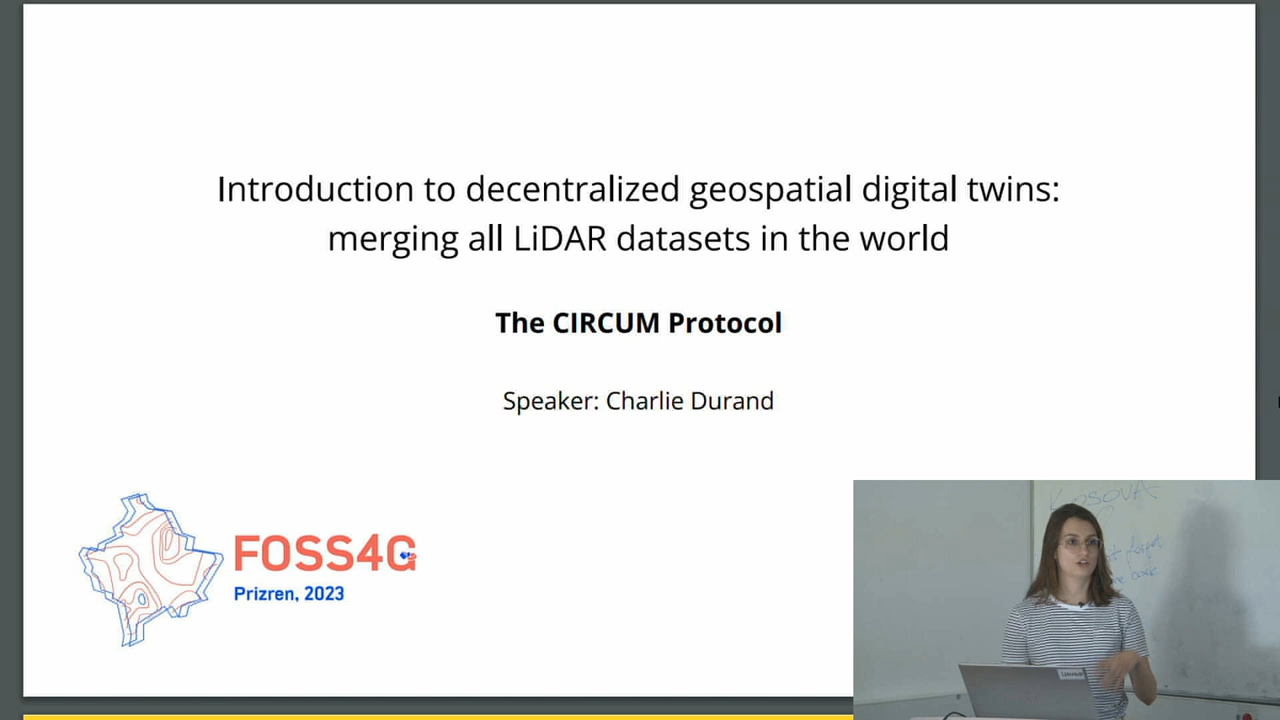 Introduction to decentralized geospatial digital twins:
merging all LiDAR datasets in the world
The CIRCUM Protocol
Speaker: Charlie Durand
FOSS4G
Prizren, 2023
KOSOVA